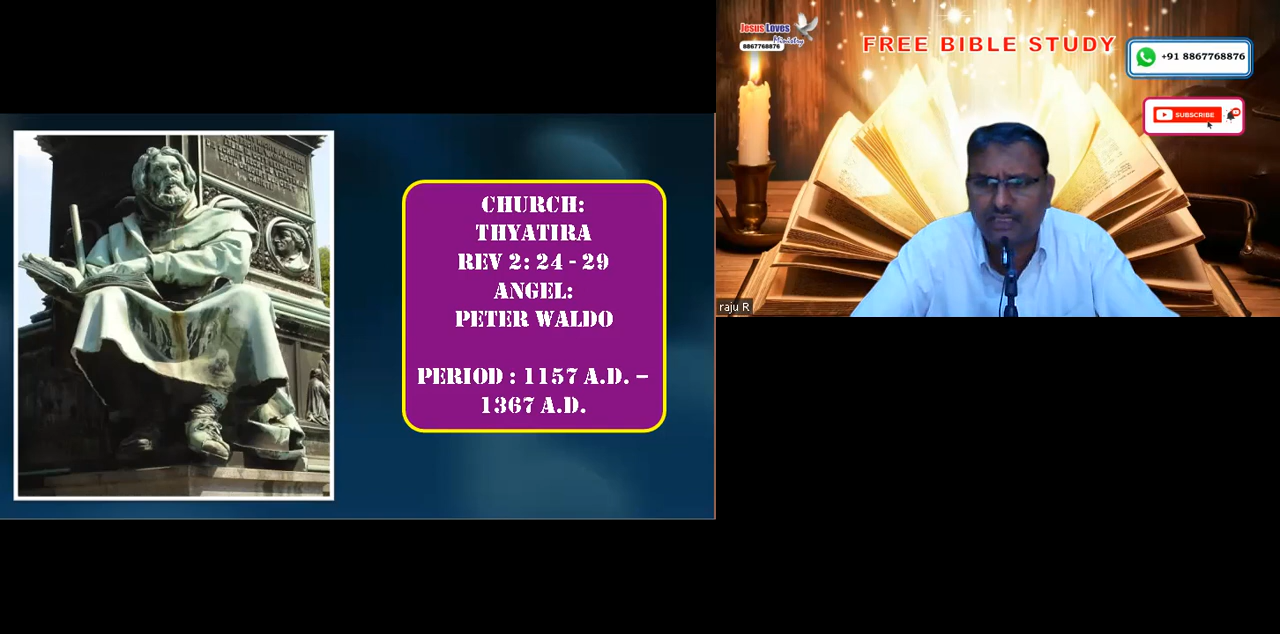 CHURCH:
THYATIRA
REV 2: 24 - 29
ANGEL:
PETER WALDO
PERIOD : 1157 A.D. –
1367 A.D.
Jesus Loves
Ministry
8867768876
FREE BIBLE STUDY
+91 8867768876
SUBSCRIBE
raju R